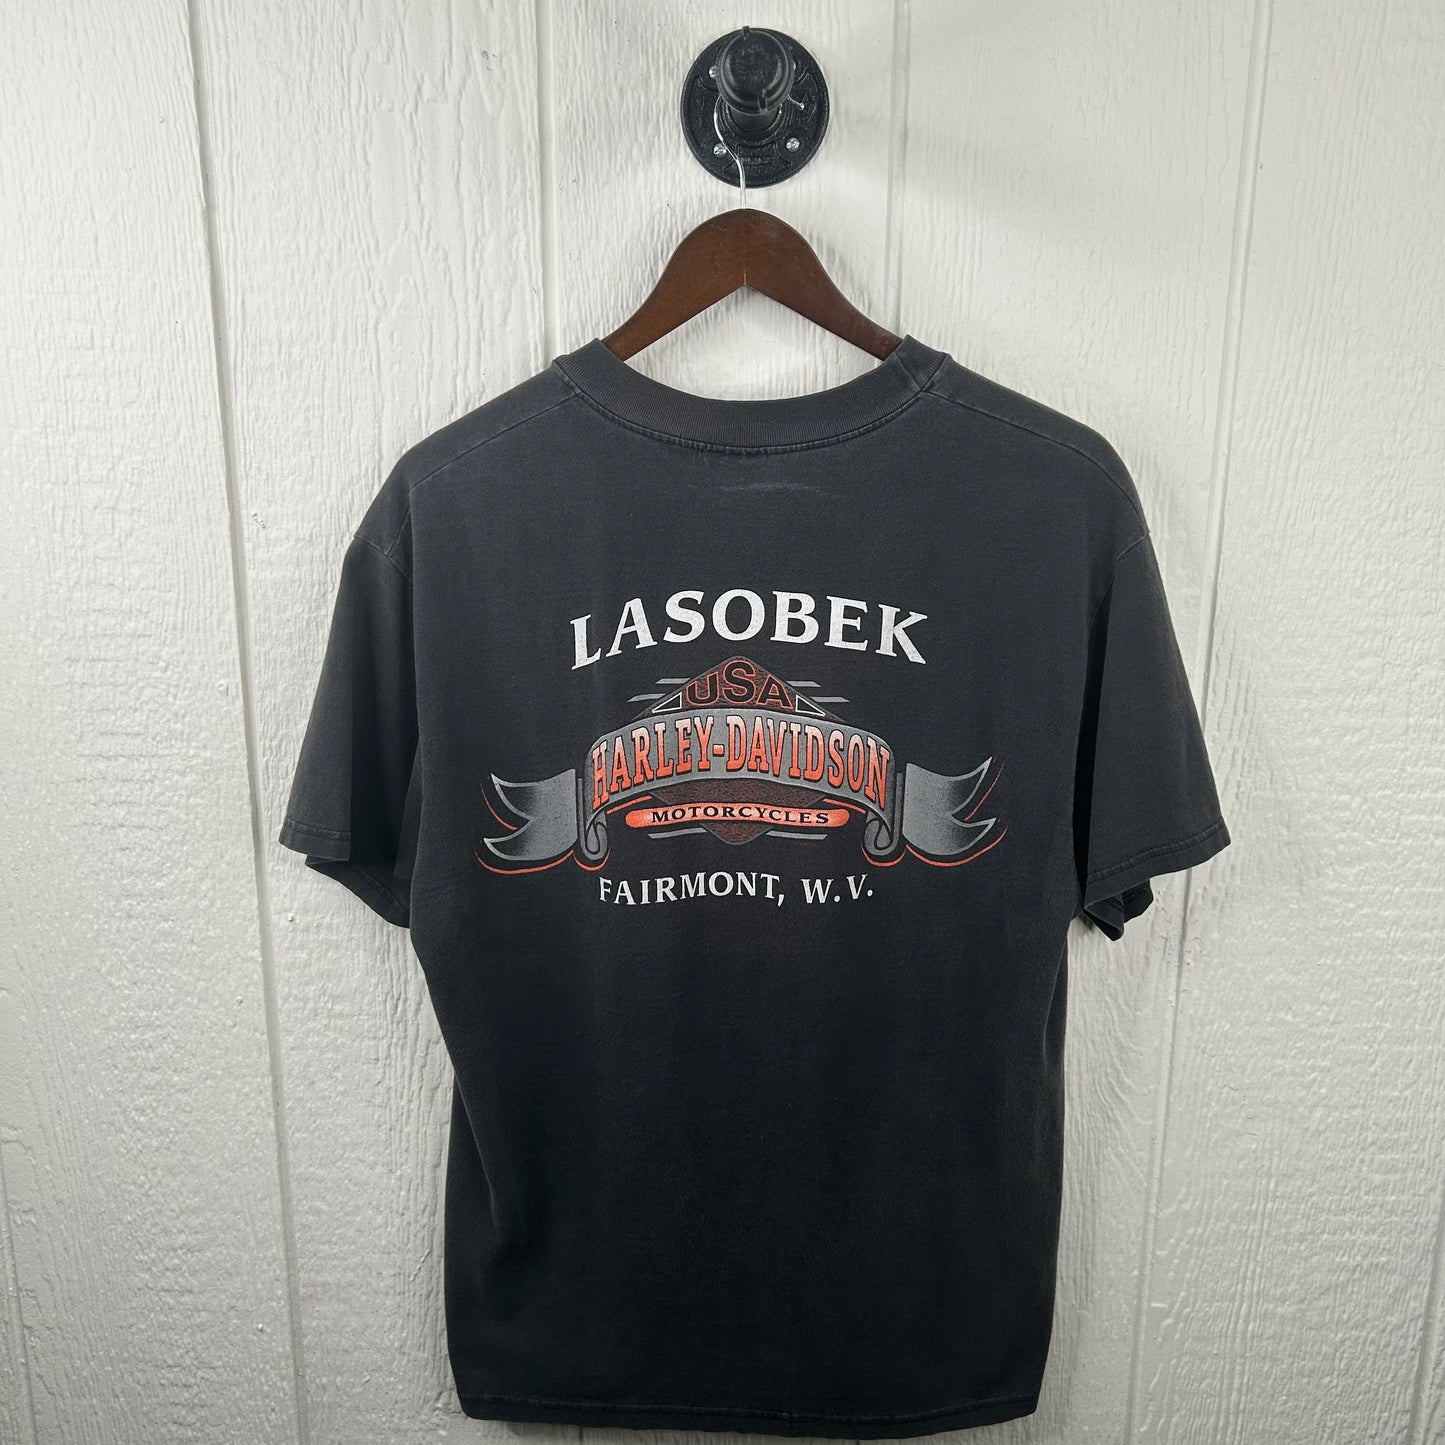 LASOBEK
USA
HARLEY-DAVIDSON
MOTORCYCLES
FAIRMONT, W.V.